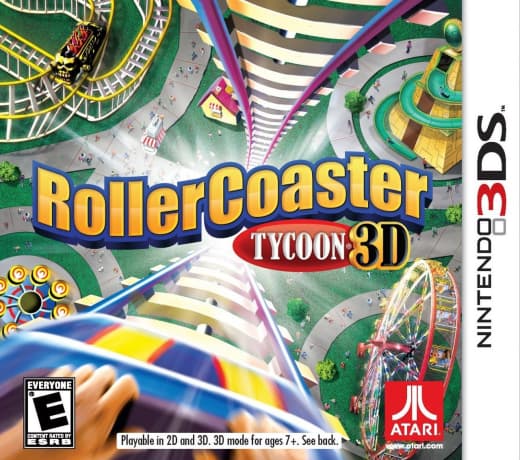 RollerCoaster
TYCOON® 3D
NINTENDO 3DS™
EVERYONE
E
CONTENT RATED BY
ESRB
Playable in 2D and 3D. 3D mode for ages 7+. See back.
ATARI®
www.atari.com